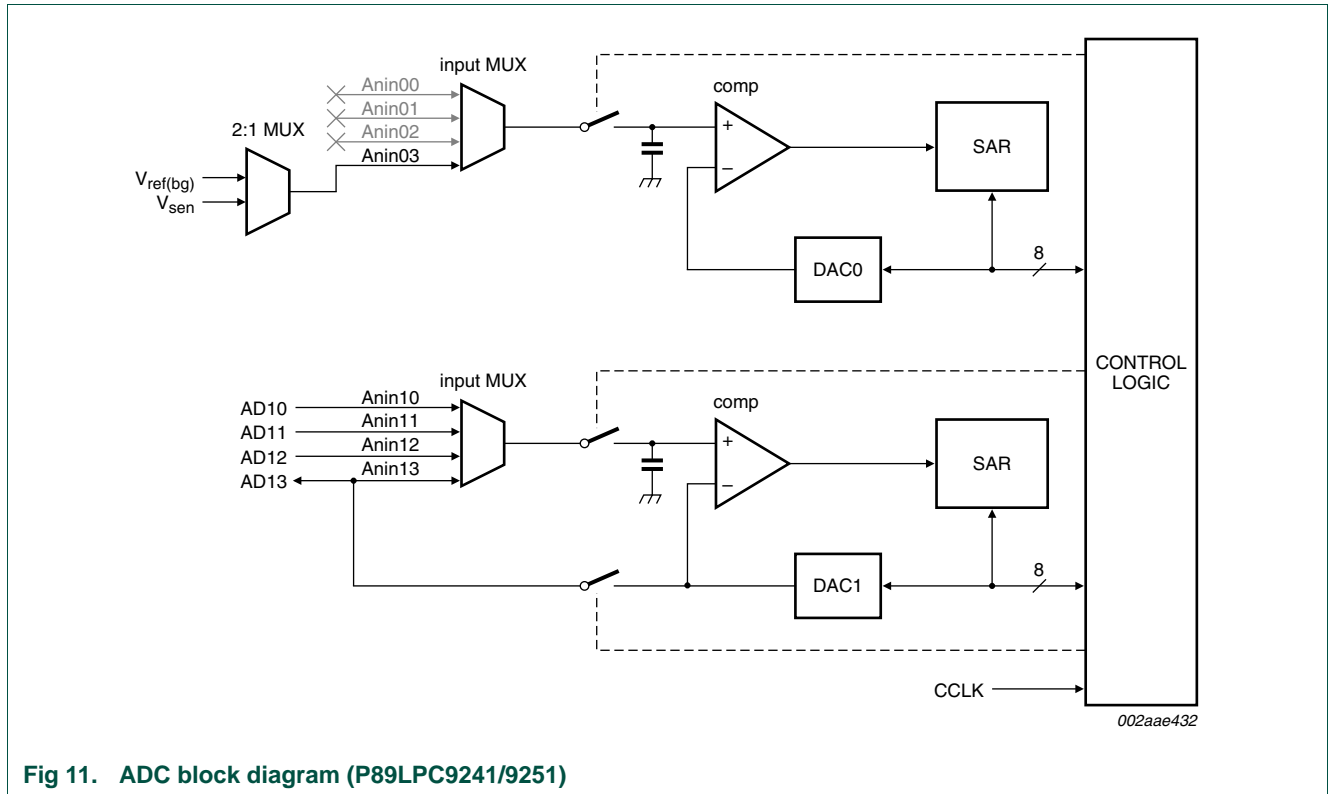 input MUX
Anin00
Anin01
Anin02
Anin03
2:1 MUX
Vref(bg)
Vsen
comp
+
–
SAR
DAC0
8
CONTROL
LOGIC
input MUX
AD10
Anin10
AD11
Anin11
AD12
Anin12
AD13
Anin13
comp
+
–
SAR
DAC1
8
CCLK
002aae432
Fig 11. ADC block diagram (P89LPC9241/9251)